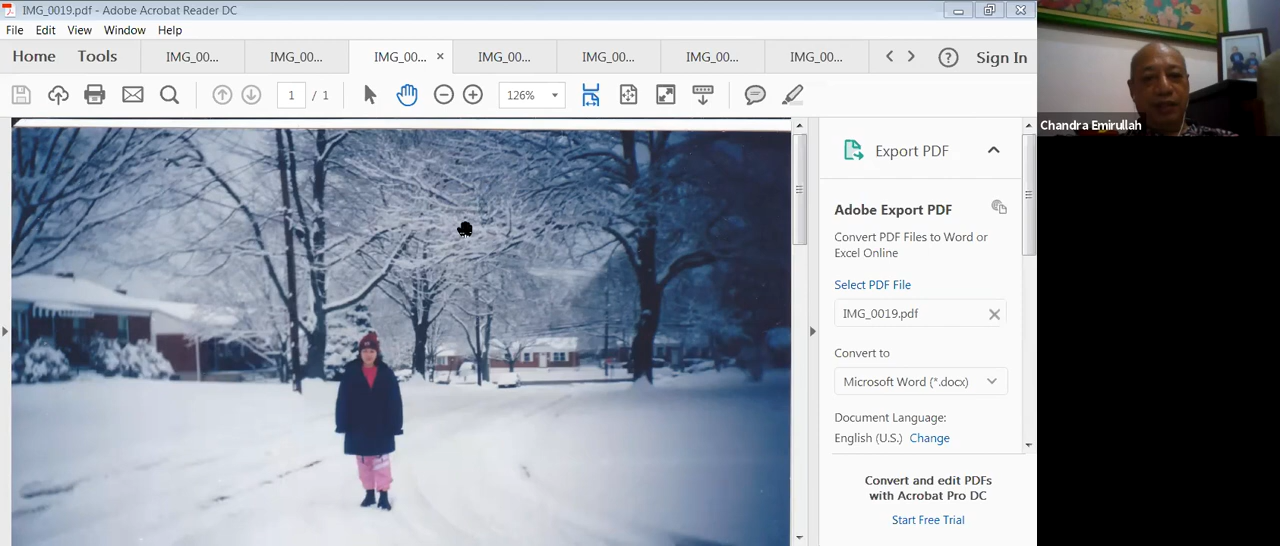 IMG_0019.pdf - Adobe Acrobat Reader DC
File Edit View Window Help
Home Tools IMG_00... IMG_00... IMG_00... × IMG_00... IMG_00... IMG_00... IMG_00... Sign In
1 / 1 126%
Export PDF
Adobe Export PDF
Convert PDF Files to Word or
Excel Online
Select PDF File
IMG_0019.pdf
Convert to
Microsoft Word (*.docx)
Document Language:
English (U.S.) Change
Convert and edit PDFs
with Acrobat Pro DC
Start Free Trial
Chandra Emirullah